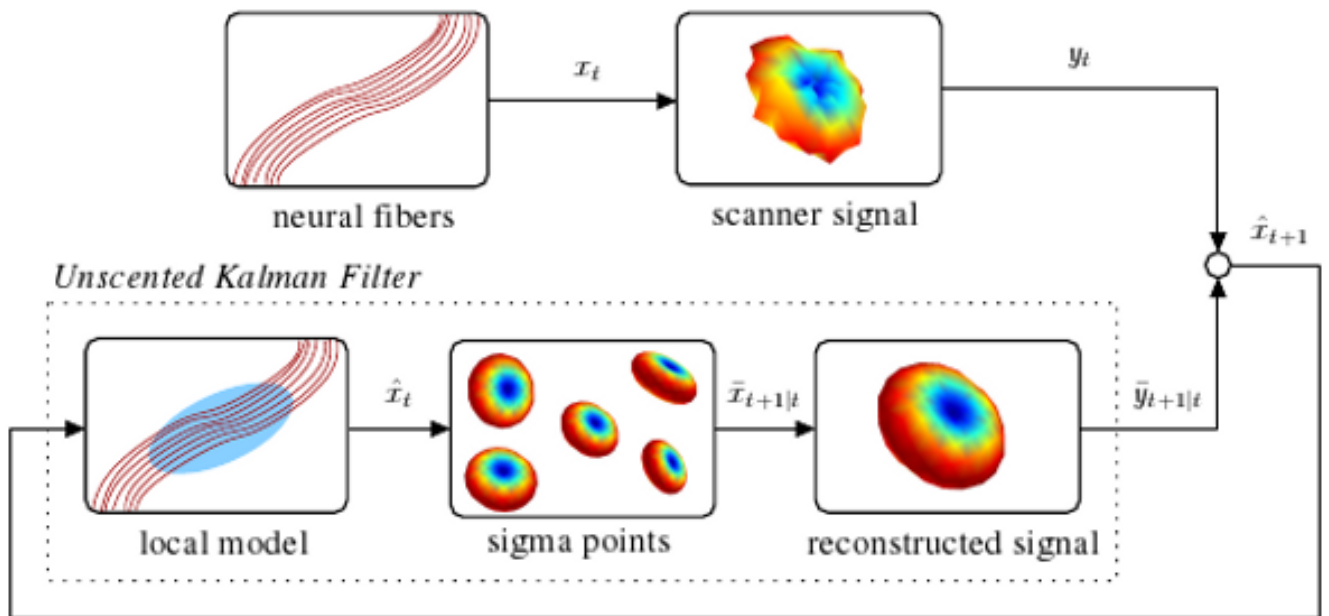 x_t
y_t
neural fibers
scanner signal
x̂_{t+1}
Unscented Kalman Filter
x̂_t
x̄_{t+1|t}
ȳ_{t+1|t}
local model
sigma points
reconstructed signal